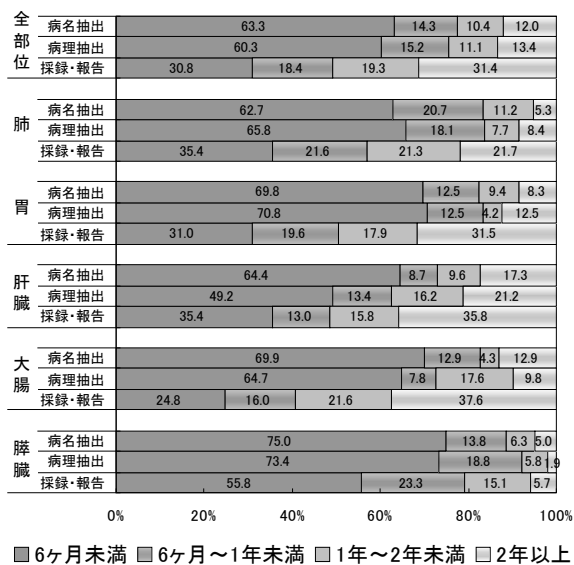 全部位
病名抽出 63.3 14.3 10.4 12.0
病理抽出 60.3 15.2 11.1 13.4
採録・報告 30.8 18.4 19.3 31.4
肺
病名抽出 62.7 20.7 11.2 5.3
病理抽出 65.8 18.1 7.7 8.4
採録・報告 35.4 21.6 21.3 21.7
胃
病名抽出 69.8 12.5 9.4 8.3
病理抽出 70.8 12.5 4.2 12.5
採録・報告 31.0 19.6 17.9 31.5
肝臓
病名抽出 64.4 8.7 9.6 17.3
病理抽出 49.2 13.4 16.2 21.2
採録・報告 35.4 13.0 15.8 35.8
大腸
病名抽出 69.9 12.9 4.3 12.9
病理抽出 64.7 7.8 17.6 9.8
採録・報告 24.8 16.0 21.6 37.6
膵臓
病名抽出 75.0 13.8 6.3 5.0
病理抽出 73.4 18.8 5.8 1.9
採録・報告 55.8 23.3 15.1 5.7
0% 20% 40% 60% 80% 100%
6ヶ月未満 6ヶ月～1年未満 1年～2年未満 2年以上